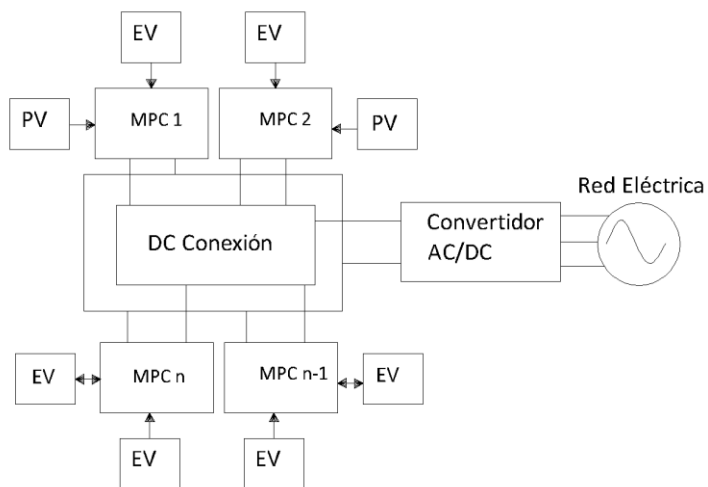 EV
EV
PV
MPC 1
MPC 2
PV
Red Eléctrica
DC Conexión
Convertidor
AC/DC
EV
MPC n
MPC n-1
EV
EV
EV